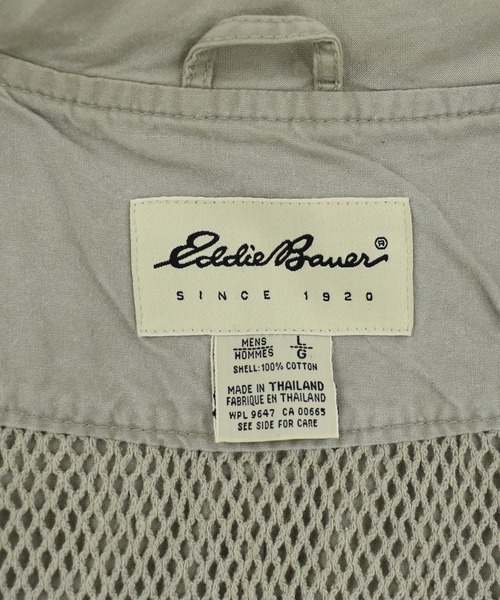 Eddie Bauer®
SINCE 1920
MENS L
HOMMES G
SHELL: 100% COTTON
MADE IN THAILAND
FABRIQUE EN THAILAND
WPL 9647 CA 00665
SEE SIDE FOR CARE